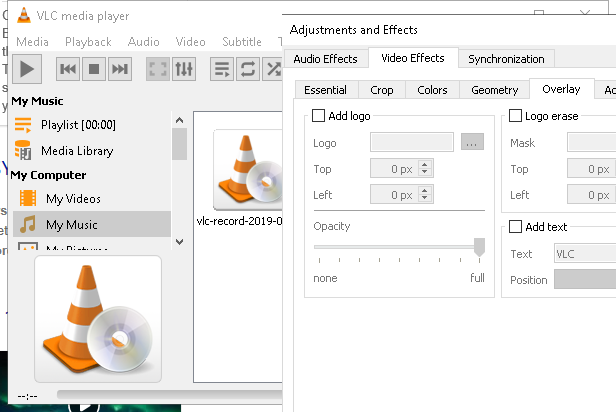 VLC media player
Media Playback Audio Video Subtitle T
My Music
Playlist [00:00]
Media Library
My Computer
My Videos
My Music
My Pictures
vlc-record-2019-0
--:--
Adjustments and Effects
Audio Effects Video Effects Synchronization
Essential Crop Colors Geometry Overlay
Add logo
Logo ...
Top 0 px
Left 0 px
Opacity
none full
Logo erase
Mask
Top 0 px
Left 0 px
Add text
Text VLC
Position